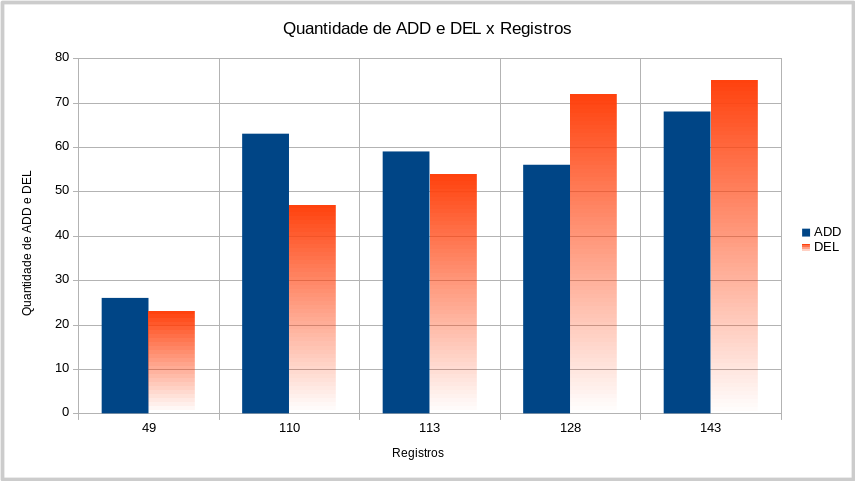 Quantidade de ADD e DEL x Registros
80
70
60
50
40
30
20
10
0
Quantidade de ADD e DEL
49 110 113 128 143
Registros
ADD
DEL